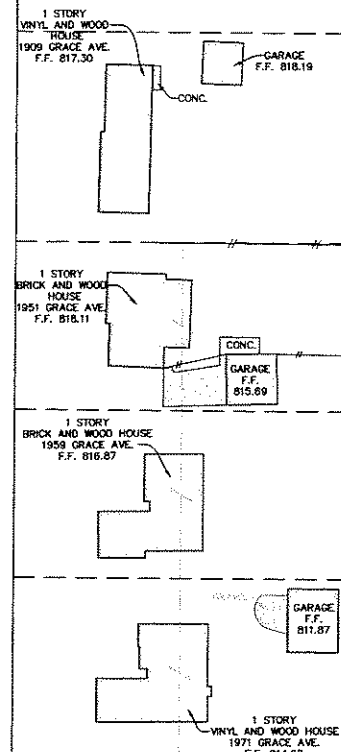 1 STORY
VINYL AND WOOD
HOUSE
1909 GRACE AVE.
F.F. 817.30
GARAGE
F.F. 818.19
CONC.
1 STORY
BRICK AND WOOD
HOUSE
1951 GRACE AVE.
F.F. 818.11
CONC.
GARAGE
F.F.
815.69
1 STORY
BRICK AND WOOD HOUSE
1959 GRACE AVE.
F.F. 816.87
GARAGE
F.F.
811.87
1 STORY
VINYL AND WOOD HOUSE
1971 GRACE AVE.